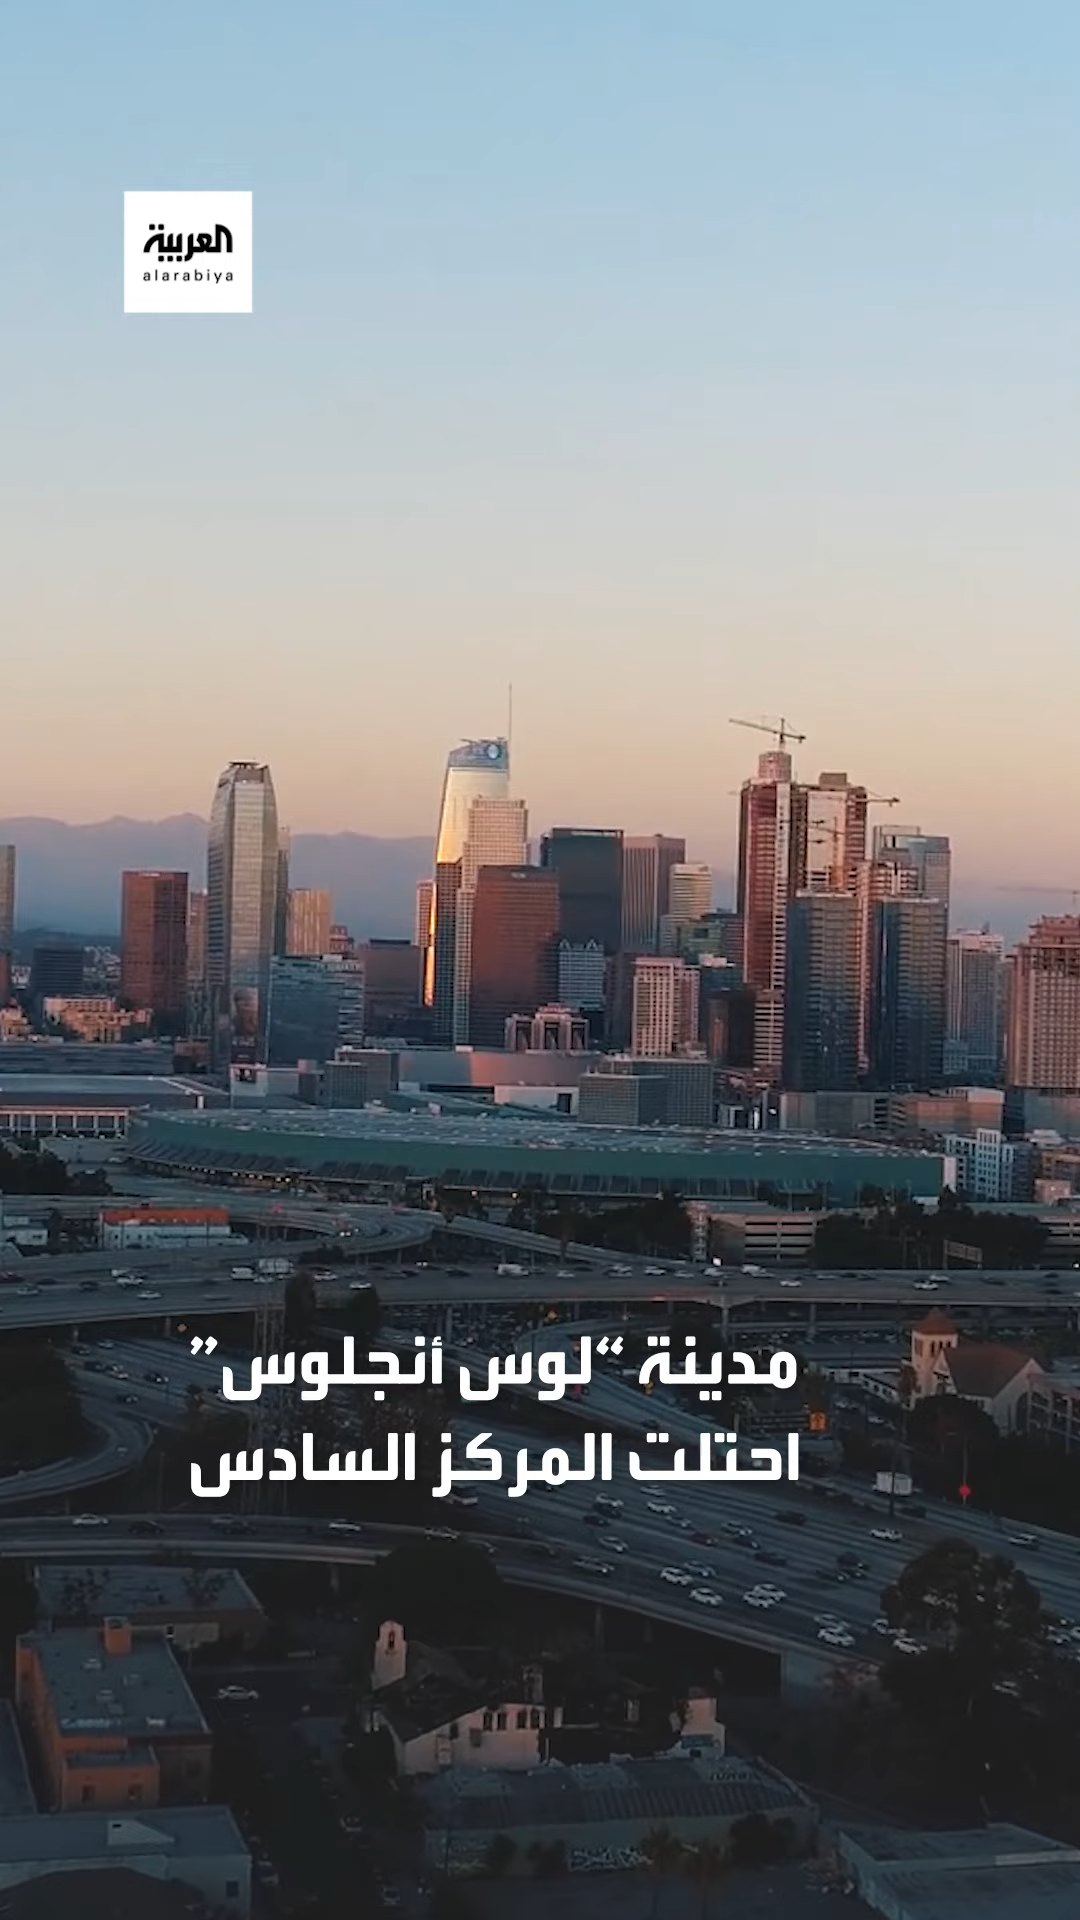 العربية
alarabiya
مدينة “لوس أنجلوس”
احتلت المركز السادس